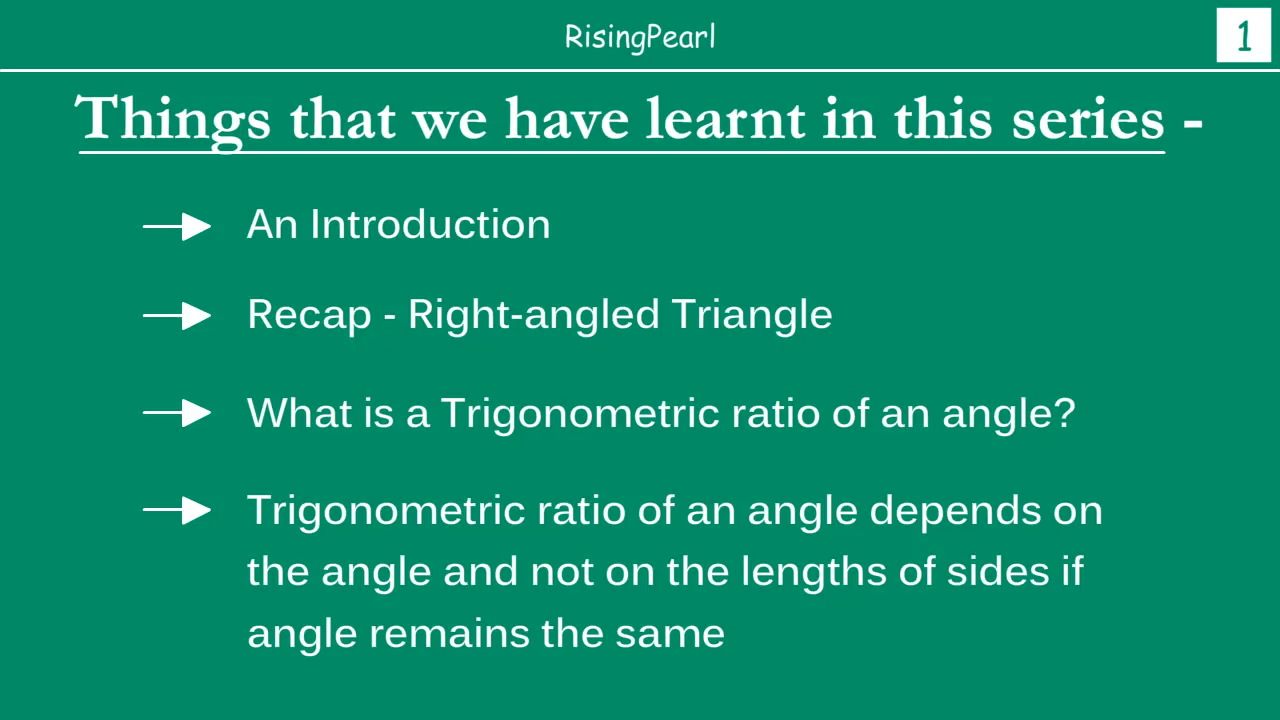 RisingPearl
1
Things that we have learnt in this series -
An Introduction
Recap - Right-angled Triangle
What is a Trigonometric ratio of an angle?
Trigonometric ratio of an angle depends on
the angle and not on the lengths of sides if
angle remains the same